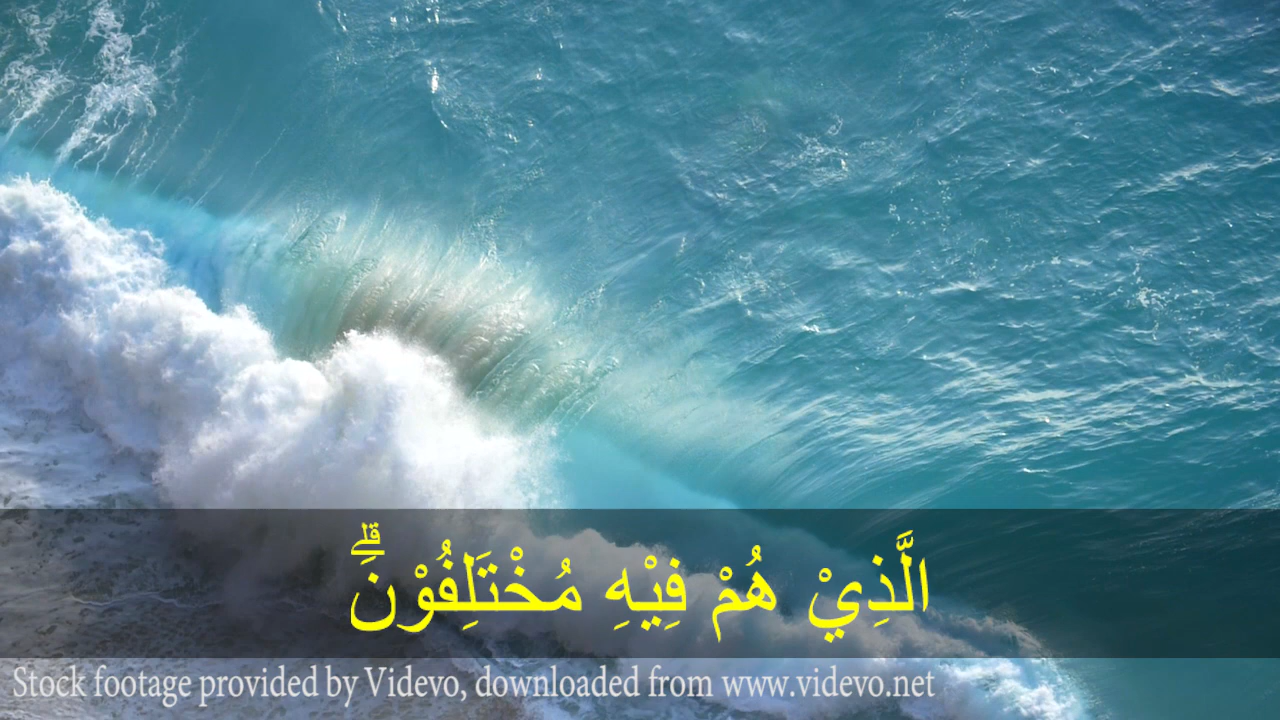 الَّذِيْ هُمْ فِيْهِ مُخْتَلِفُوْنَۗ
Stock footage provided by Videvo, downloaded from www.videvo.net